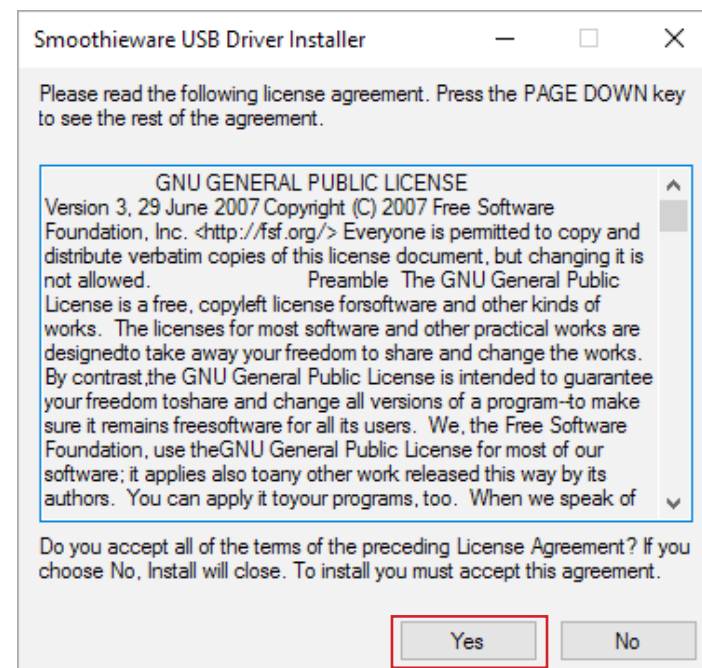 Smoothieware USB Driver Installer
Please read the following license agreement. Press the PAGE DOWN key
to see the rest of the agreement.
GNU GENERAL PUBLIC LICENSE
Version 3, 29 June 2007 Copyright (C) 2007 Free Software
Foundation, Inc. <http://fsf.org/> Everyone is permitted to copy and
distribute verbatim copies of this license document, but changing it is
not allowed. Preamble The GNU General Public
License is a free, copyleft license forsoftware and other kinds of
works. The licenses for most software and other practical works are
designedto take away your freedom to share and change the works.
By contrast,the GNU General Public License is intended to guarantee
your freedom toshare and change all versions of a program--to make
sure it remains freesoftware for all its users. We, the Free Software
Foundation, use theGNU General Public License for most of our
software; it applies also toany other work released this way by its
authors. You can apply it toyour programs, too. When we speak of
Do you accept all of the terms of the preceding License Agreement? If you
choose No, Install will close. To install you must accept this agreement.
Yes No